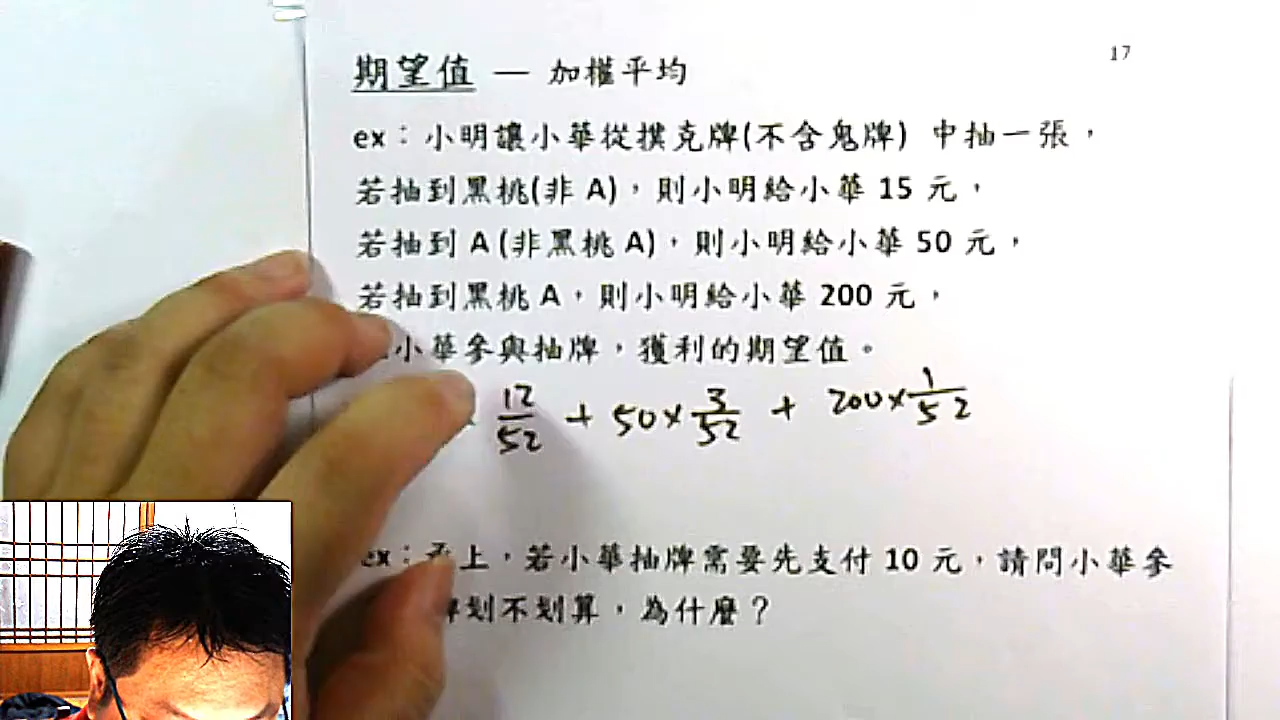 17
期望值 — 加權平均
ex：小明讓小華從撲克牌(不含鬼牌) 中抽一張，
若抽到黑桃(非 A)，則小明給小華 15 元，
若抽到 A (非黑桃 A)，則小明給小華 50 元，
若抽到黑桃 A，則小明給小華 200 元，
小華參與抽牌，獲利的期望值。
12/52 + 50 × 3/52 + 200 × 1/52
ex：承上，若小華抽牌需要先支付 10 元，請問小華參
牌划不划算，為什麼？